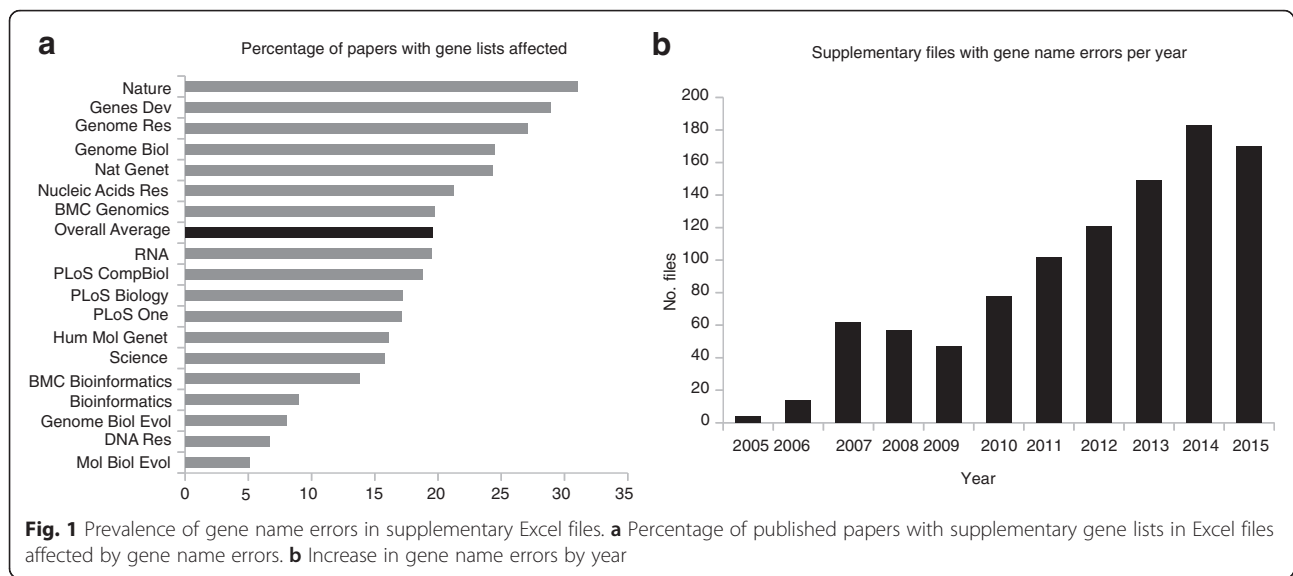 a
Percentage of papers with gene lists affected
Nature
Genes Dev
Genome Res
Genome Biol
Nat Genet
Nucleic Acids Res
BMC Genomics
Overall Average
RNA
PLoS CompBiol
PLoS Biology
PLoS One
Hum Mol Genet
Science
BMC Bioinformatics
Bioinformatics
Genome Biol Evol
DNA Res
Mol Biol Evol
0 5 10 15 20 25 30 35
b
Supplementary files with gene name errors per year
No. files
200
180
160
140
120
100
80
60
40
20
0
2005 2006 2007 2008 2009 2010 2011 2012 2013 2014 2015
Year
Fig. 1 Prevalence of gene name errors in supplementary Excel files. a Percentage of published papers with supplementary gene lists in Excel files
affected by gene name errors. b Increase in gene name errors by year